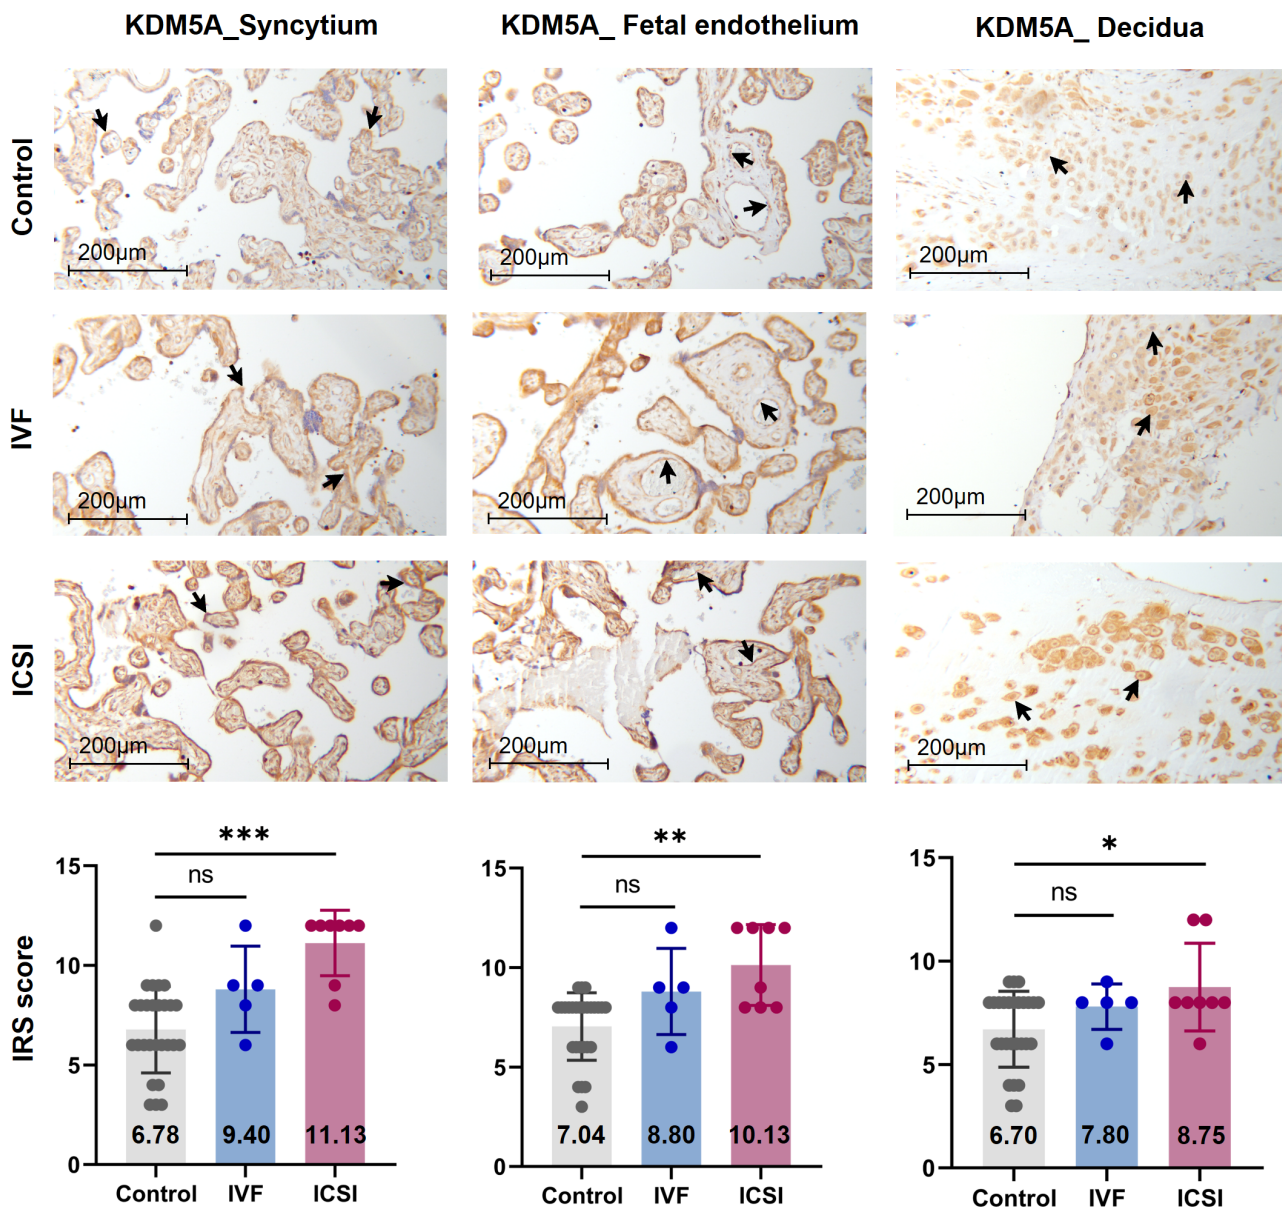 KDM5A_Syncytium
KDM5A_ Fetal endothelium
KDM5A_ Decidua
Control
200μm
200μm
200μm
IVF
200μm
200μm
200μm
ICSI
200μm
200μm
200μm
IRS score
15
10
5
0
***
ns
6.78
9.40
11.13
Control
IVF
ICSI
15
10
5
0
**
ns
7.04
8.80
10.13
Control
IVF
ICSI
15
10
5
0
*
ns
6.70
7.80
8.75
Control
IVF
ICSI